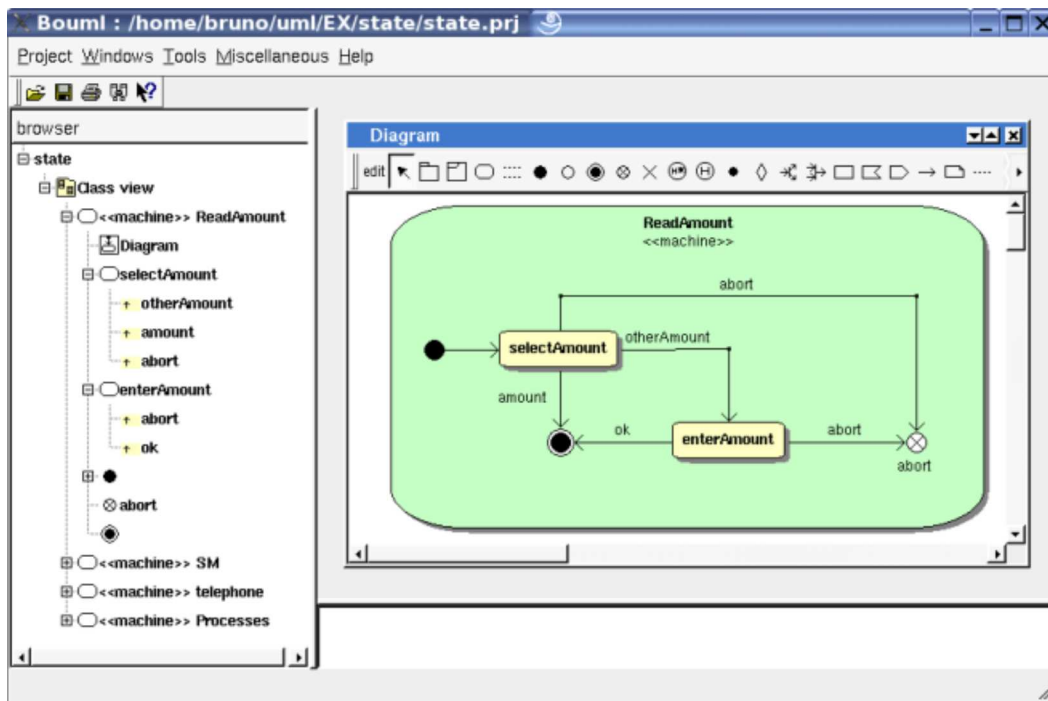 Bouml : /home/bruno/uml/EX/state/state.prj
Project Windows Tools Miscellaneous Help
browser
state
Class view
<<machine>> ReadAmount
Diagram
selectAmount
otherAmount
amount
abort
enterAmount
abort
ok
abort
<<machine>> SM
<<machine>> telephone
<<machine>> Processes
Diagram
edit
ReadAmount
<<machine>>
abort
selectAmount
otherAmount
amount
ok
enterAmount
abort
abort